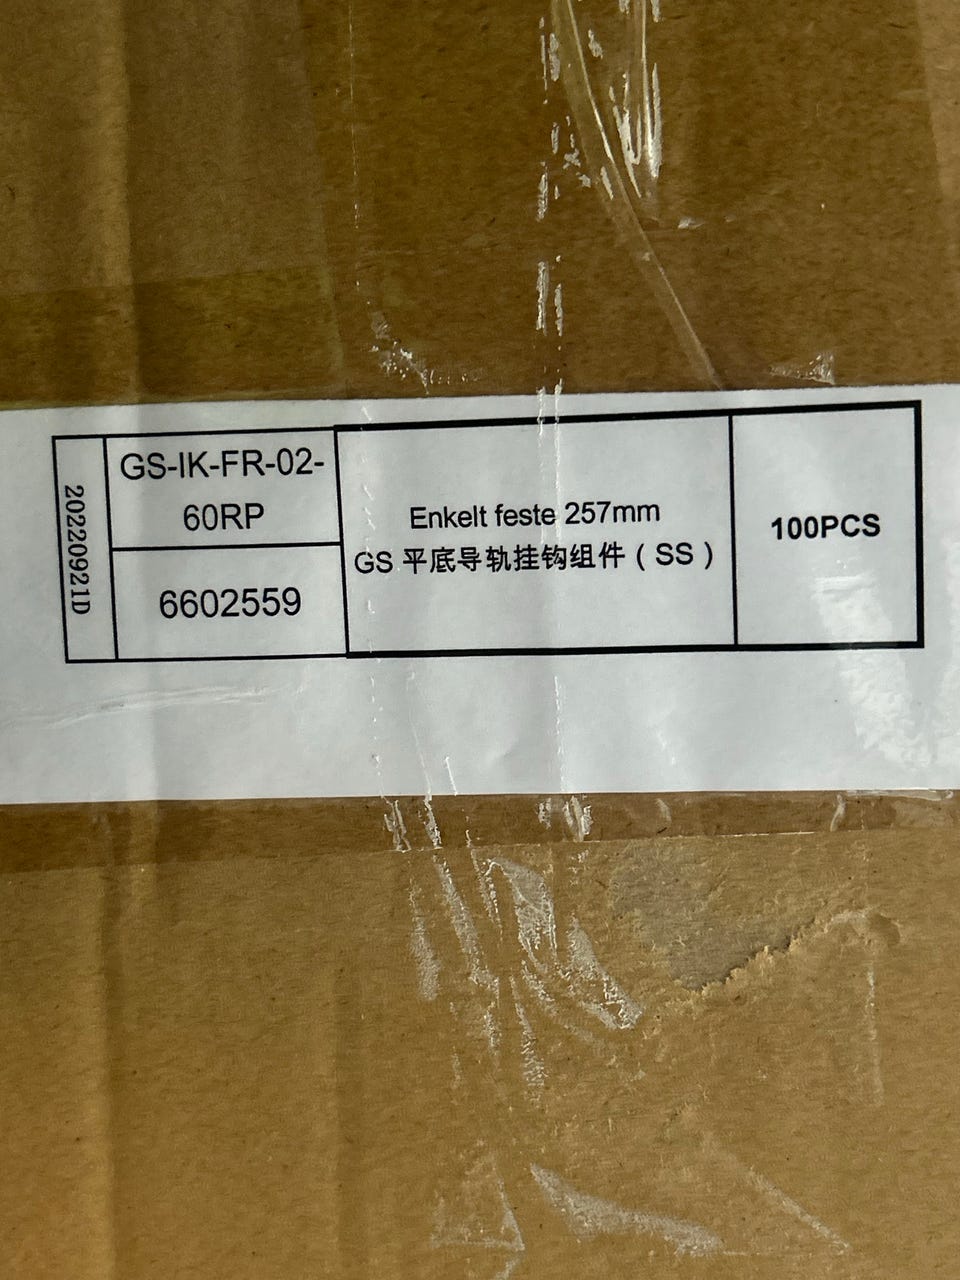 20220921D
GS-IK-FR-02-
60RP
6602559
Enkelt feste 257mm
GS 平底导轨挂钩组件（SS）
100PCS